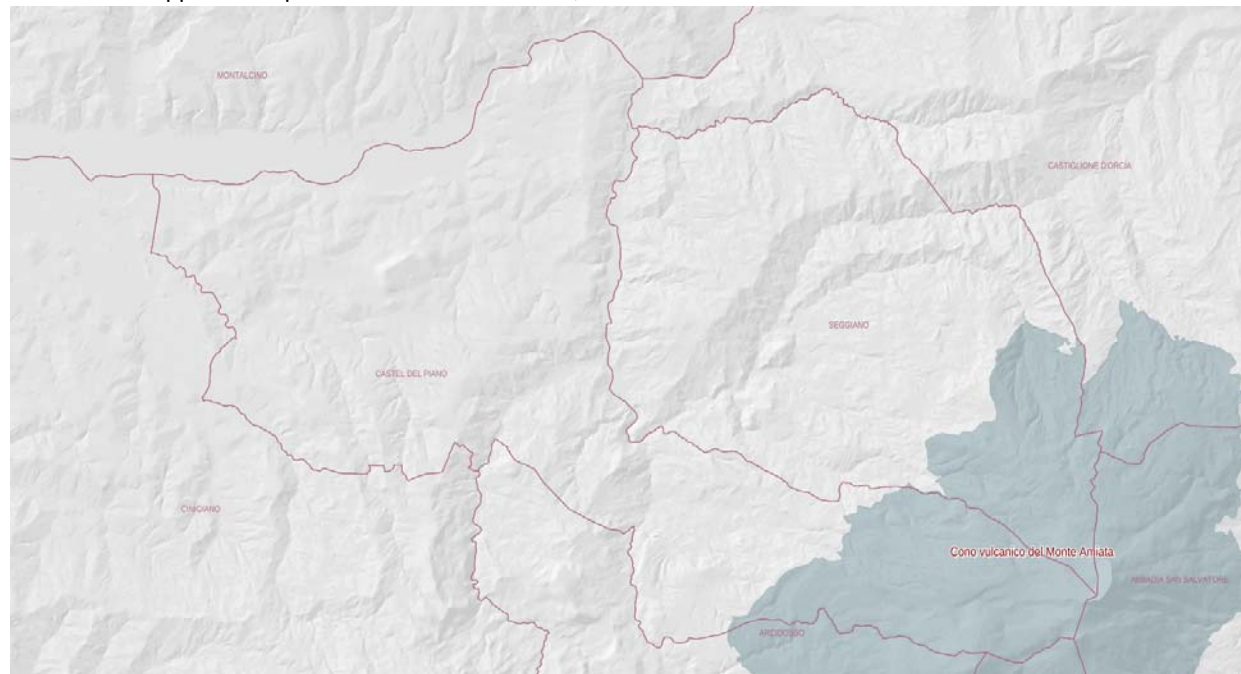 MONTALCINO
CASTIGLIONE D'ORCIA
SEGGIANO
CASTEL DEL PIANO
CINIGIANO
Cono vulcanico del Monte Amiata
ABBADIA SAN SALVATORE
ARCIDOSSO